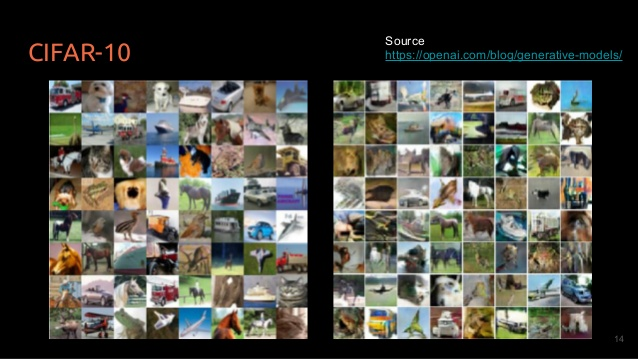 CIFAR-10
Source
https://openai.com/blog/generative-models/
14